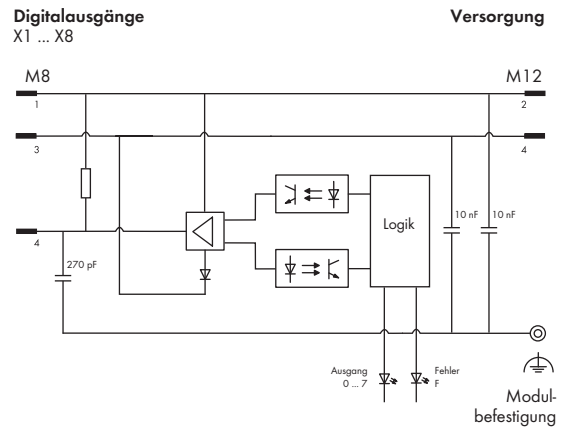 Digitalausgänge
X1 ... X8
Versorgung
M8
M12
1
2
3
4
4
270 pF
Logik
10 nF
10 nF
Ausgang
0 ... 7
Fehler
F
Modul-
befestigung